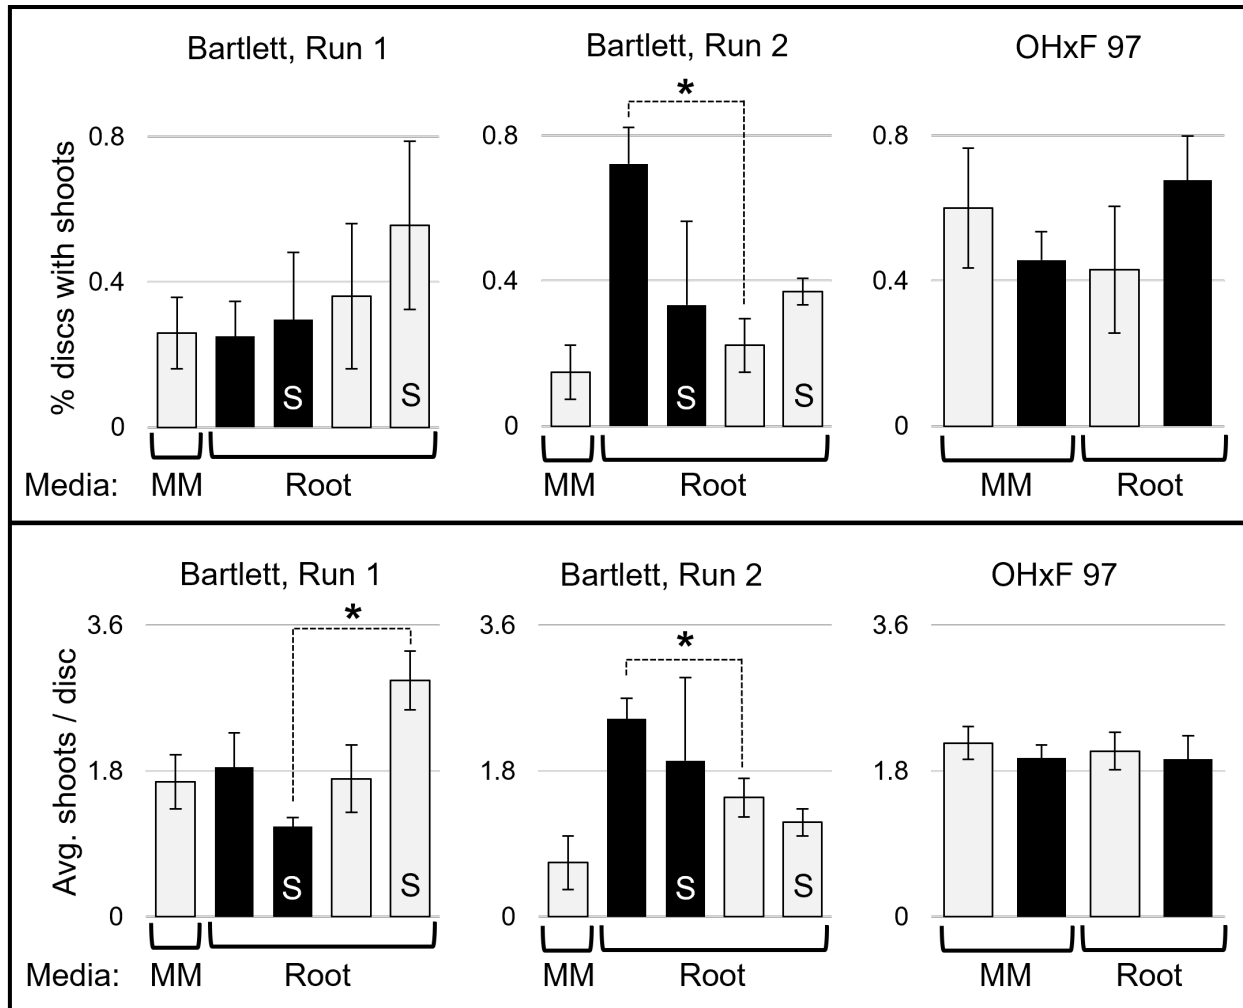 Bartlett, Run 1
Bartlett, Run 2
OHxF 97
% discs with shoots
0.8
0.4
0
S
S
Media: MM Root
*
0.8
0.4
0
S
S
MM Root
0.8
0.4
0
MM Root
Bartlett, Run 1
Bartlett, Run 2
OHxF 97
Avg. shoots / disc
3.6
1.8
0
*
S
S
Media: MM Root
3.6
1.8
0
*
S
S
MM Root
3.6
1.8
0
MM Root